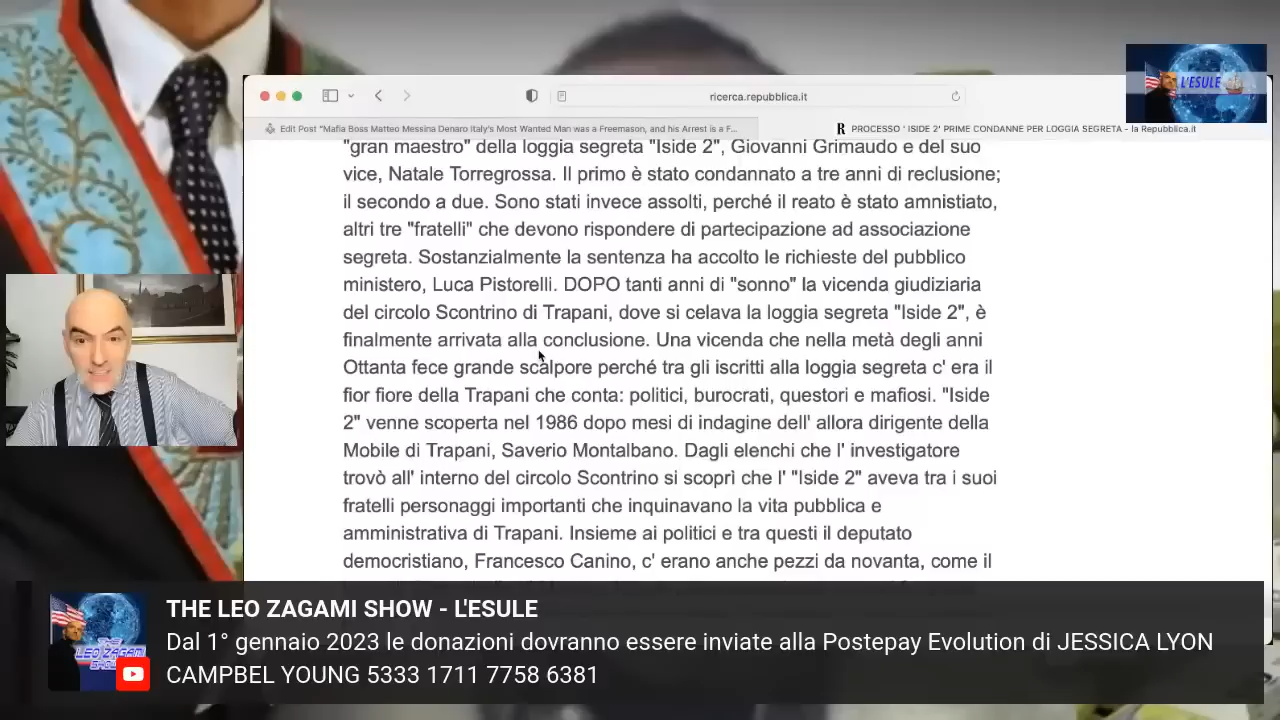 L'ESULE
ricerca.repubblica.it
Edit Post "Mafia Boss Matteo Messina Denaro Italy's Most Wanted Man was a Freemason, and his Arrest is a F...
R PROCESSO ' ISIDE 2' PRIME CONDANNE PER LOGGIA SEGRETA - la Repubblica.it
"gran maestro" della loggia segreta "Iside 2", Giovanni Grimaudo e del suo
vice, Natale Torregrossa. Il primo è stato condannato a tre anni di reclusione;
il secondo a due. Sono stati invece assolti, perché il reato è stato amnistiato,
altri tre "fratelli" che devono rispondere di partecipazione ad associazione
segreta. Sostanzialmente la sentenza ha accolto le richieste del pubblico
ministero, Luca Pistorelli. DOPO tanti anni di "sonno" la vicenda giudiziaria
del circolo Scontrino di Trapani, dove si celava la loggia segreta "Iside 2", è
finalmente arrivata alla conclusione. Una vicenda che nella metà degli anni
Ottanta fece grande scalpore perché tra gli iscritti alla loggia segreta c' era il
fior fiore della Trapani che conta: politici, burocrati, questori e mafiosi. "Iside
2" venne scoperta nel 1986 dopo mesi di indagine dell' allora dirigente della
Mobile di Trapani, Saverio Montalbano. Dagli elenchi che l' investigatore
trovò all' interno del circolo Scontrino si scoprì che l' "Iside 2" aveva tra i suoi
fratelli personaggi importanti che inquinavano la vita pubblica e
amministrativa di Trapani. Insieme ai politici e tra questi il deputato
democristiano, Francesco Canino, c' erano anche pezzi da novanta, come il
THE LEO ZAGAMI SHOW - L'ESULE
Dal 1° gennaio 2023 le donazioni dovranno essere inviate alla Postepay Evolution di JESSICA LYON
CAMPBEL YOUNG 5333 1711 7758 6381
THE
LEO ZAGAMI